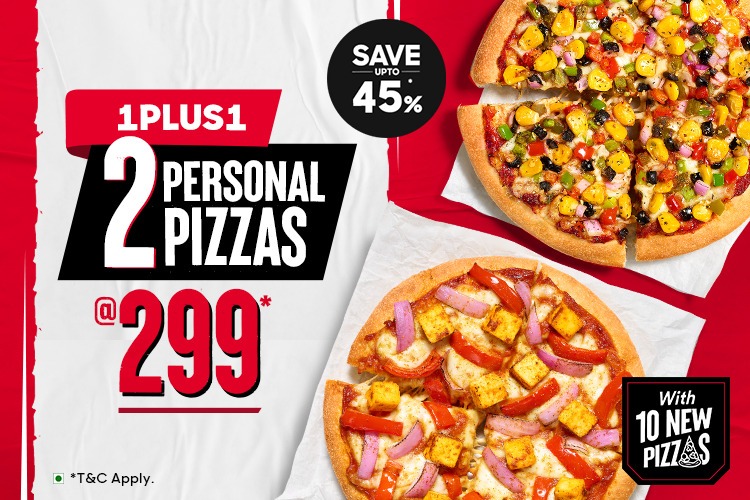 SAVE
UPTO
45%*
1PLUS1
2 PERSONAL
PIZZAS
@299*
With
10 NEW
PIZZAS
*T&C Apply.